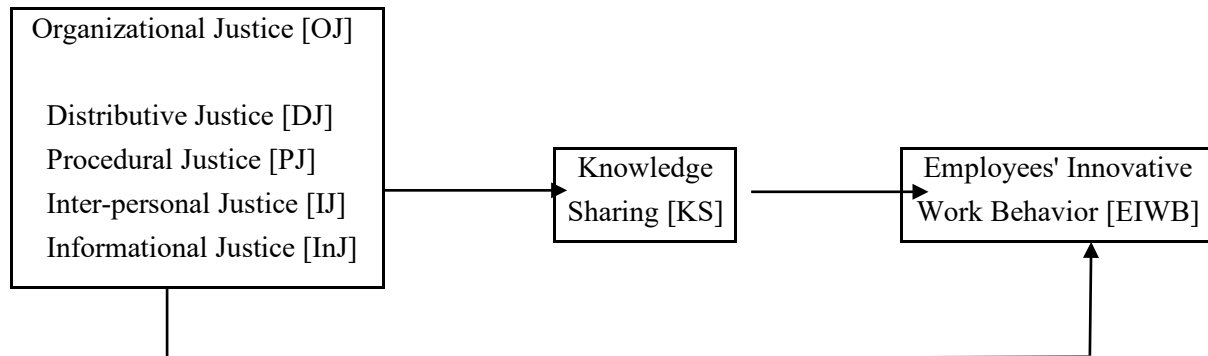 Organizational Justice [OJ]
Distributive Justice [DJ]
Procedural Justice [PJ]
Inter-personal Justice [IJ]
Informational Justice [InJ]
Knowledge
Sharing [KS]
Employees' Innovative
Work Behavior [EIWB]